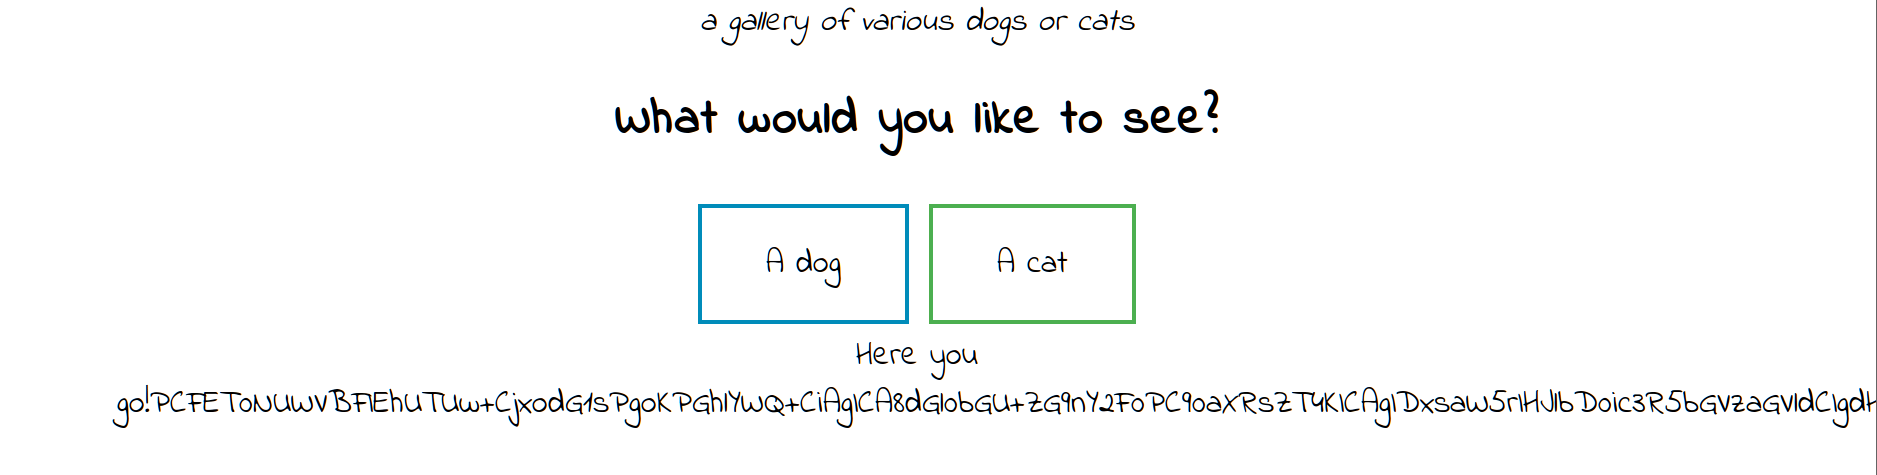 a gallery of various dogs or cats
what would you like to see?
A dog
A cat
Here you
go!PCFET0NUWVBFIEhUTUw+CjxodG1sPgoKPGhlYWQ+CiAgICA8dGl0bGU+ZG9nY2F0PC90aXRsZT4KICAgIDxsaW5rIHJlbD0ic3R5bGVzaGVldCIgdH